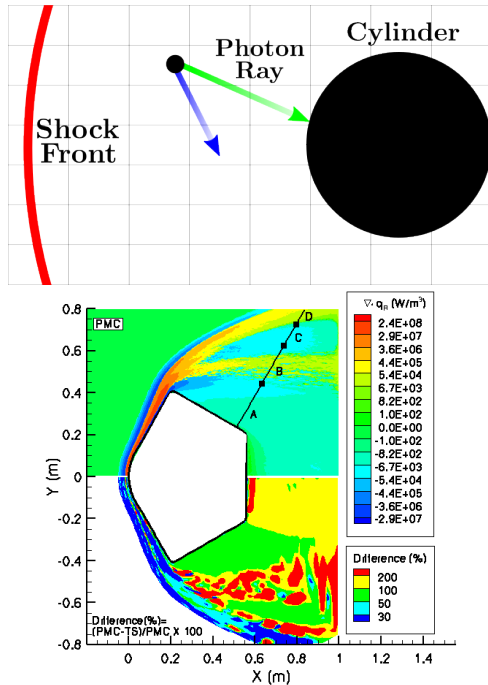 Cylinder
Photon
Ray
Shock
Front
∇· q_R (W/m³)
2.4E+08
2.9E+07
3.6E+06
4.4E+05
5.4E+04
6.7E+03
8.2E+02
1.0E+02
0.0E+00
-1.0E+02
-8.2E+02
-6.7E+03
-5.4E+04
-4.4E+05
-3.6E+06
-2.9E+07
PMC
D
C
B
A
0.8
0.6
0.4
0.2
0
-0.2
-0.4
-0.6
-0.8
Y (m)
Difference (%)
200
100
50
30
Difference(%)=
(PMC-TS)/PMC X 100
0 0.2 0.4 0.6 0.8 1 1.2 1.4
X (m)